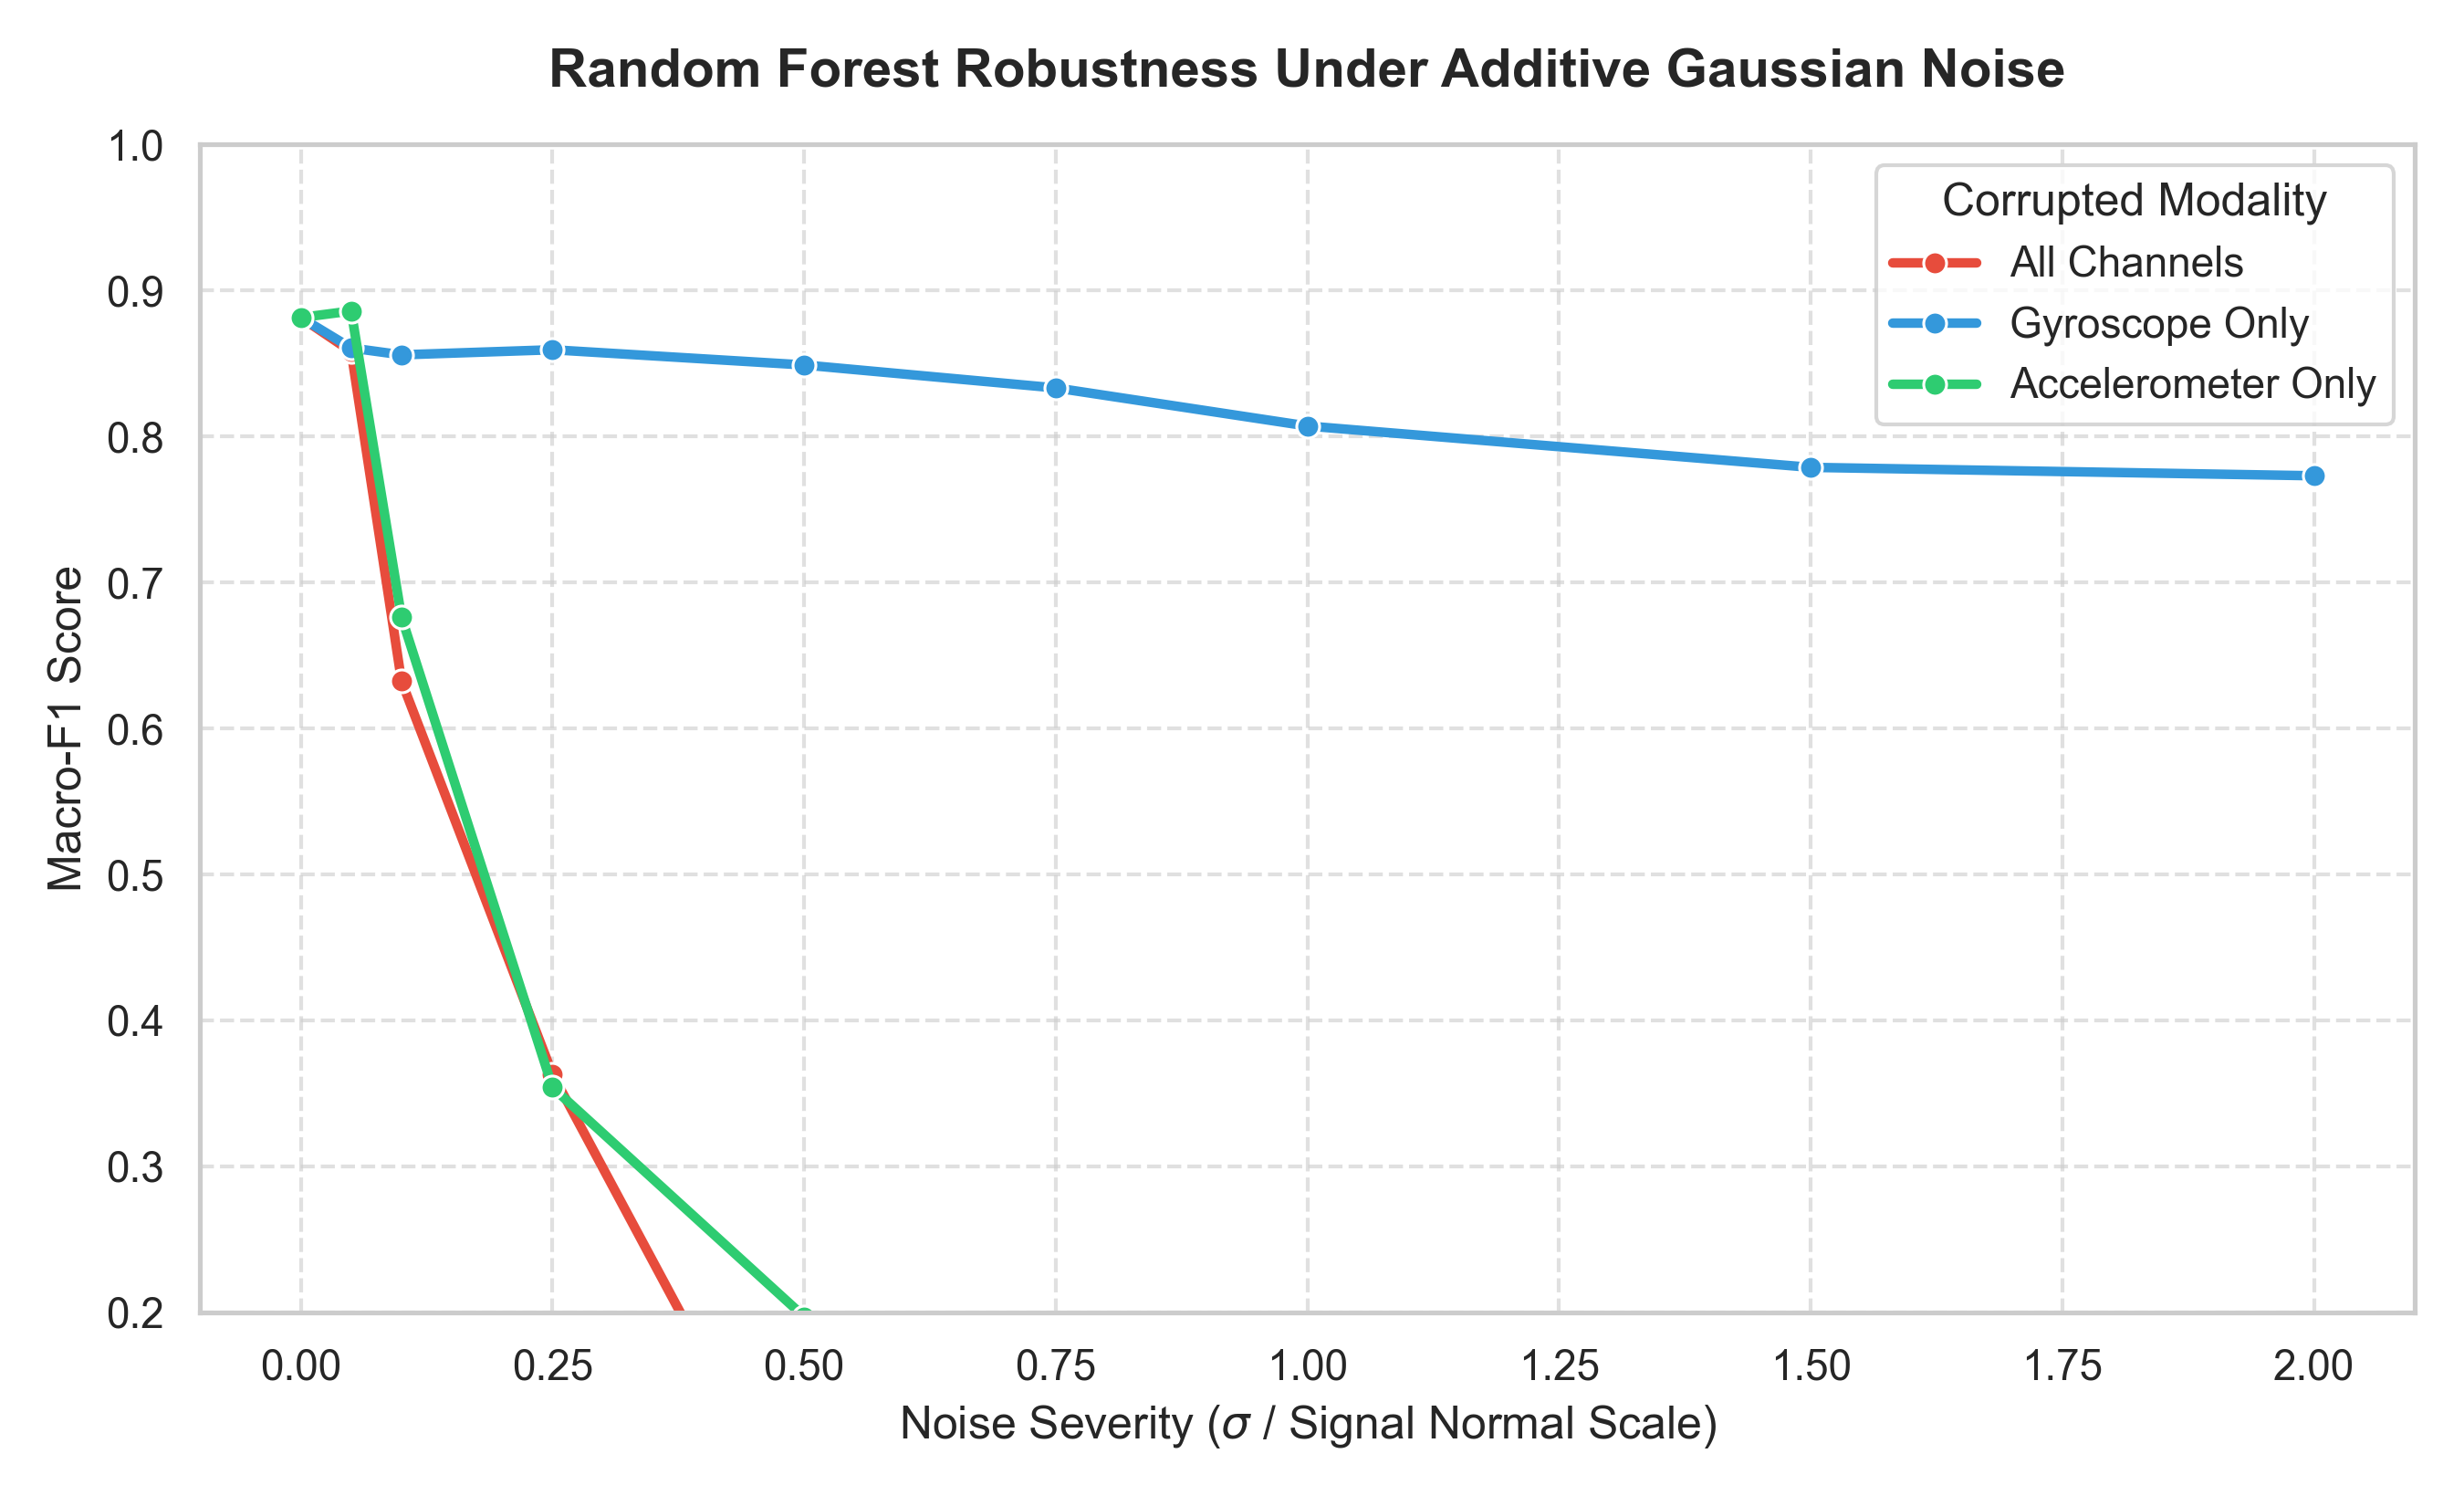 Random Forest Robustness Under Additive Gaussian Noise
1.0
0.9
0.8
0.7
0.6
0.5
0.4
0.3
0.2
Macro-F1 Score
Corrupted Modality
All Channels
Gyroscope Only
Accelerometer Only
0.00 0.25 0.50 0.75 1.00 1.25 1.50 1.75 2.00
Noise Severity (σ / Signal Normal Scale)